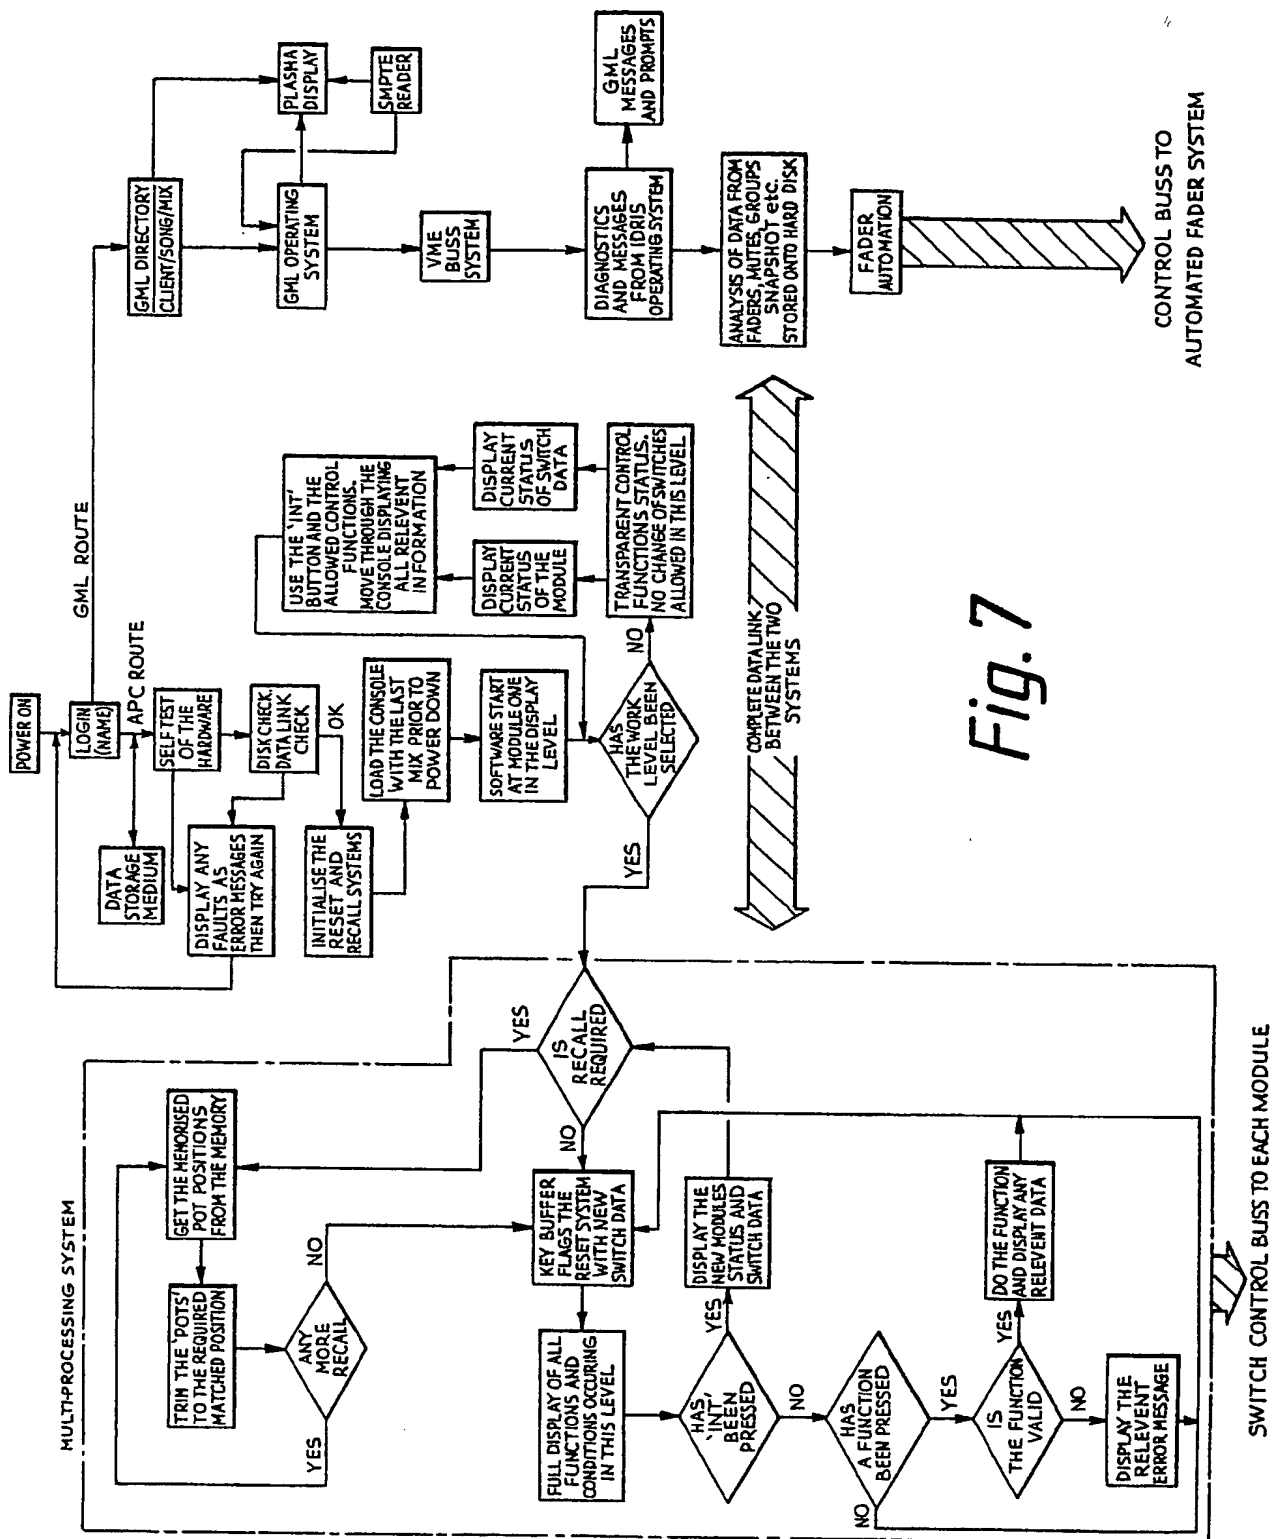 POWER ON
LOGIN
(NAME)
GML ROUTE
APC ROUTE
GML DIRECTORY
CLIENT/SONG/MIX
PLASMA
DISPLAY
SMPTE
READER
GML OPERATING
SYSTEM
VME
BUSS
SYSTEM
DIAGNOSTICS
AND MESSAGES
FROM IDRIS
OPERATING SYSTEM
GML
MESSAGES
AND PROMPTS
ANALYSIS OF DATA FROM
FADERS, MUTES, GROUPS
SNAPSHOT etc.
STORED ONTO HARD DISK
FADER
AUTOMATION
CONTROL BUSS TO
AUTOMATED FADER SYSTEM
SELF TEST
OF THE
HARDWARE
DATA
STORAGE
MEDIUM
DISK CHECK.
DATA LINK
CHECK
OK
DISPLAY ANY
FAULTS AS
ERROR MESSAGES
THEN TRY AGAIN
INITIALISE THE
RESET AND
RECALL SYSTEMS
LOAD THE CONSOLE
WITH THE LAST
MIX PRIOR TO
POWER DOWN
SOFTWARE START
AT MODULE ONE
IN THE DISPLAY
LEVEL
HAS
THE WORK
LEVEL BEEN
SELECTED
NO
YES
TRANSPARENT CONTROL
FUNCTIONS STATUS.
NO CHANGE OF SWITCHES
ALLOWED IN THIS LEVEL
DISPLAY
CURRENT
STATUS
OF THE
MODULE
DISPLAY
CURRENT
STATUS
OF SWITCH
DATA
USE THE 'INT'
BUTTON AND THE
ALLOWED CONTROL
FUNCTIONS.
MOVE THROUGH THE
CONSOLE DISPLAYING
ALL RELEVENT
INFORMATION
COMPLETE DATA LINK
BETWEEN THE TWO
SYSTEMS
MULTI-PROCESSING SYSTEM
IS
RECALL
REQUIRED
YES
NO
GET THE MEMORISED
POT POSITIONS
FROM THE MEMORY
TRIM THE 'POTS'
TO THE REQUIRED
MATCHED POSITION
ANY
MORE
RECALL
NO
YES
KEY BUFFER
FLAGS THE
RESET SYSTEM
WITH NEW
SWITCH DATA
FULL DISPLAY OF ALL
FUNCTIONS AND
CONDITIONS OCCURING
IN THIS LEVEL
HAS
'INT'
BEEN
PRESSED
YES
NO
DISPLAY THE
NEW MODULES
STATUS AND
SWITCH DATA
HAS
A FUNCTION
BEEN PRESSED
YES
NO
IS
THE FUNCTION
VALID
YES
NO
DO THE FUNCTION
AND DISPLAY ANY
RELEVENT DATA
DISPLAY THE
RELEVENT
ERROR MESSAGE
SWITCH CONTROL BUSS TO EACH MODULE
Fig. 7